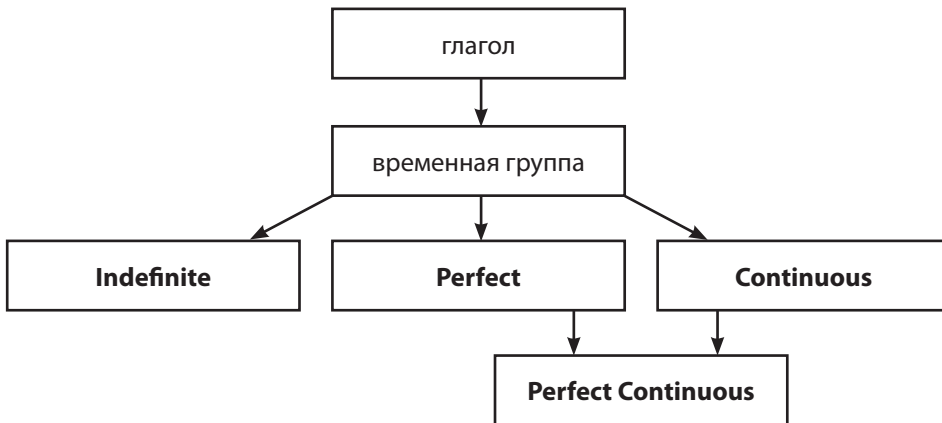 глагол
временная группа
Indefinite
Perfect
Continuous
Perfect Continuous